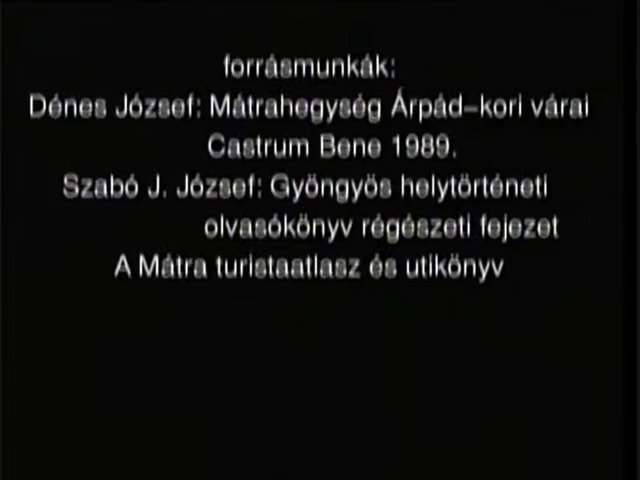 forrásmunkák:
Dénes József: Mátrahegység Árpád-kori várai
Castrum Bene 1989.
Szabó J. József: Gyöngyös helytörténeti
olvasókönyv régészeti fejezet
A Mátra turistaatlasz és utikönyv